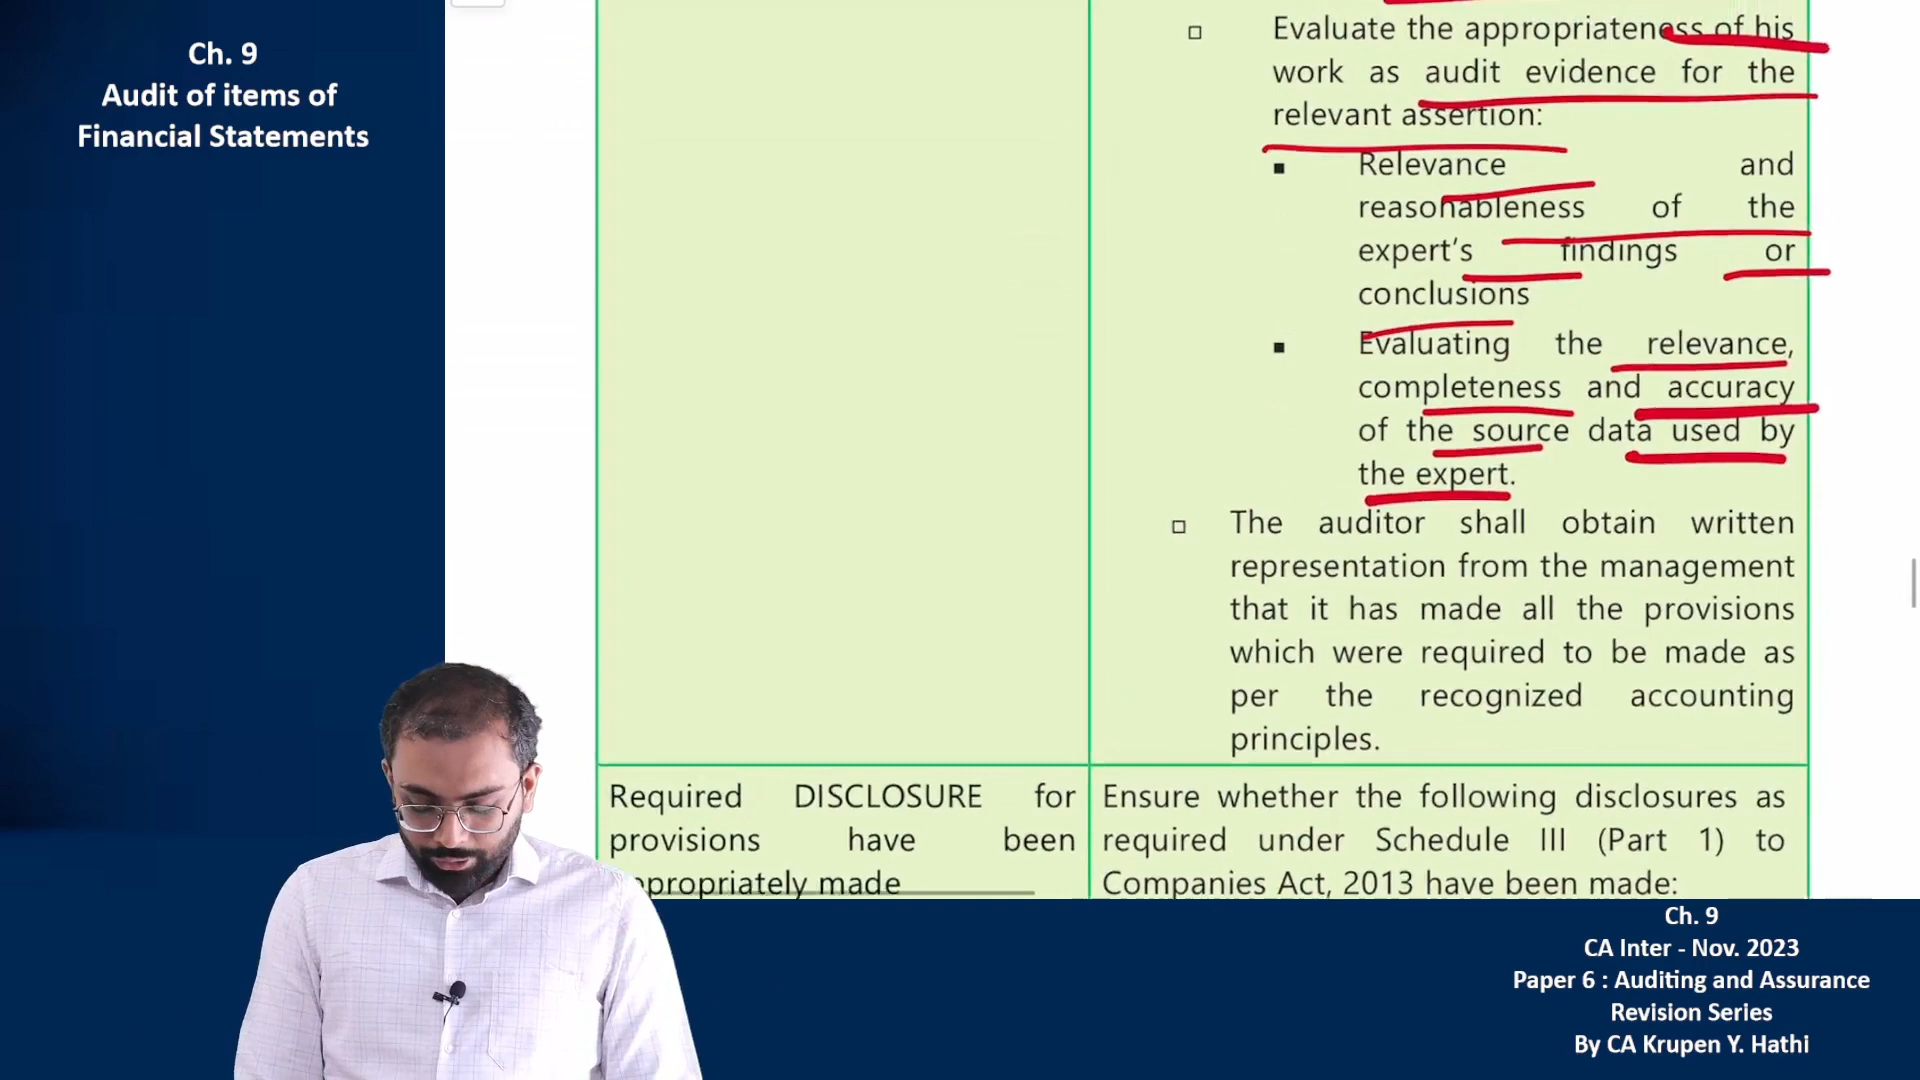 Ch. 9
Audit of items of
Financial Statements
Evaluate the appropriateness of his
work as audit evidence for the
relevant assertion:
Relevance and
reasonableness of the
expert's findings or
conclusions
Evaluating the relevance,
completeness and accuracy
of the source data used by
the expert.
The auditor shall obtain written
representation from the management
that it has made all the provisions
which were required to be made as
per the recognized accounting
principles.
Required DISCLOSURE for
provisions have been
ppropriately made
Ensure whether the following disclosures as
required under Schedule III (Part 1) to
Companies Act, 2013 have been made:
Ch. 9
CA Inter - Nov. 2023
Paper 6 : Auditing and Assurance
Revision Series
By CA Krupen Y. Hathi